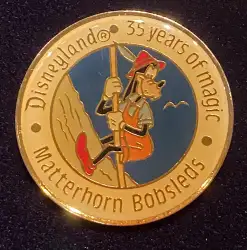 Disneyland® • 35 years of magic •
Matterhorn Bobsleds